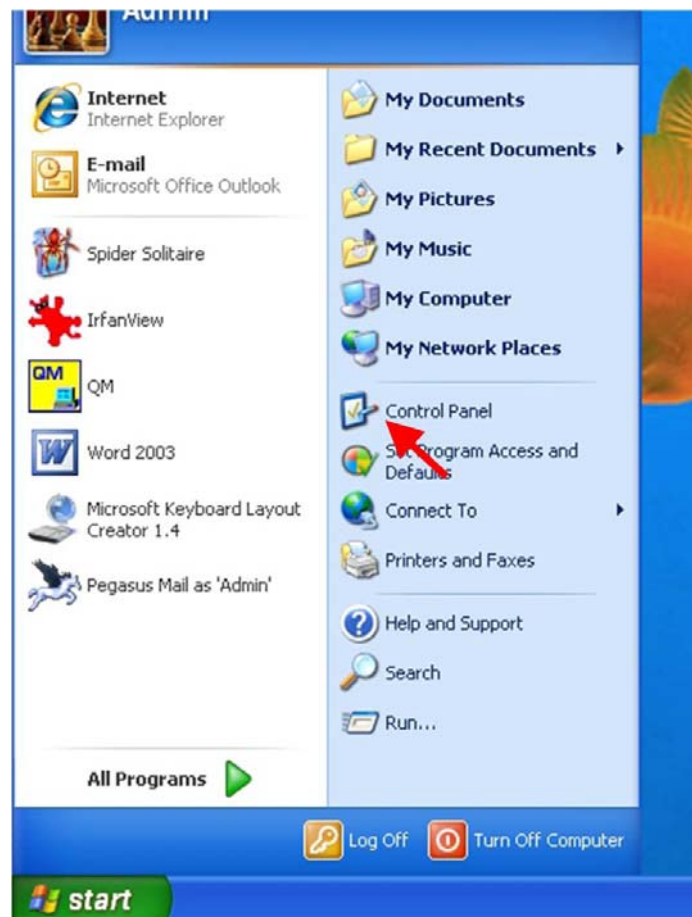 Admin
Internet
Internet Explorer
E-mail
Microsoft Office Outlook
Spider Solitaire
IrfanView
QM
QM
Word 2003
Microsoft Keyboard Layout
Creator 1.4
Pegasus Mail as 'Admin'
All Programs
My Documents
My Recent Documents
My Pictures
My Music
My Computer
My Network Places
Control Panel
Set Program Access and
Defaults
Connect To
Printers and Faxes
Help and Support
Search
Run...
Log Off
Turn Off Computer
start